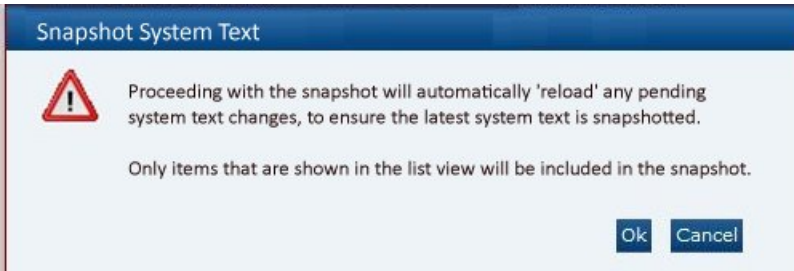 Snapshot System Text
Proceeding with the snapshot will automatically 'reload' any pending
system text changes, to ensure the latest system text is snapshotted.
Only items that are shown in the list view will be included in the snapshot.
Ok Cancel